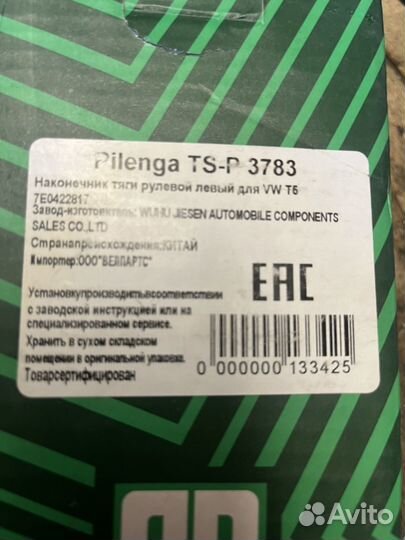 Pilenga TS-P 3783
Наконечник тяги рулевой левый для VW T5
7E0422817
Завод-изготовитель: WUHU JIESEN AUTOMOBILE COMPONENTS
SALES CO.,LTD
Странапроисхождения:КИТАЙ
Импортер:ООО"ВЕЛПАРТС"
ЕАС
Установкупроизводитьвсоответствии
с заводской инструкцией или на
специализированном сервисе.
Хранить в сухом складском
помещении в оригинальной упаковке.
Товарсертифицирован
0 000000 133425
Avito